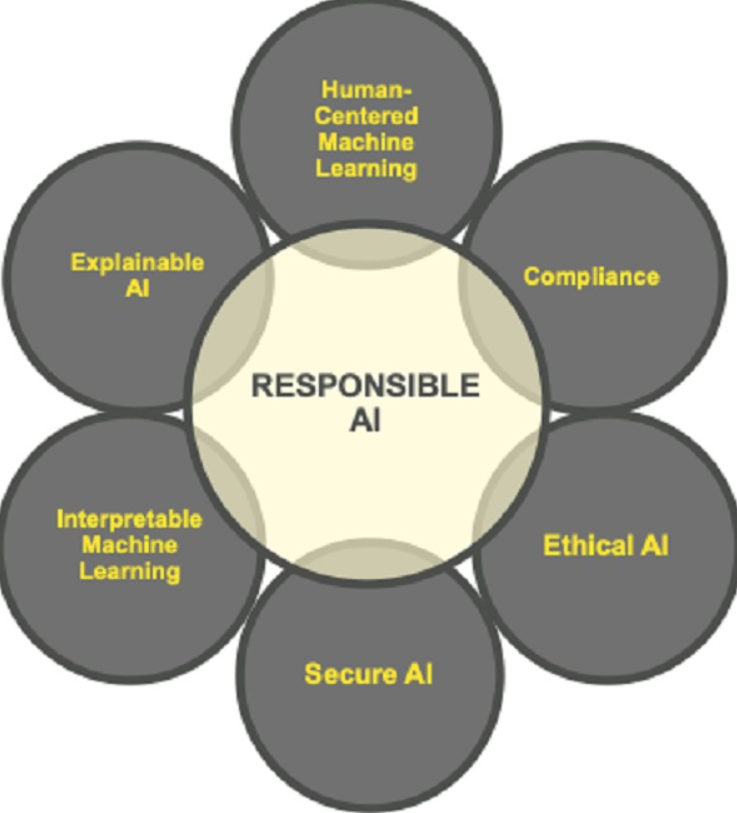 Human-
Centered
Machine
Learning
Explainable
AI
Compliance
RESPONSIBLE
AI
Interpretable
Machine
Learning
Ethical AI
Secure AI